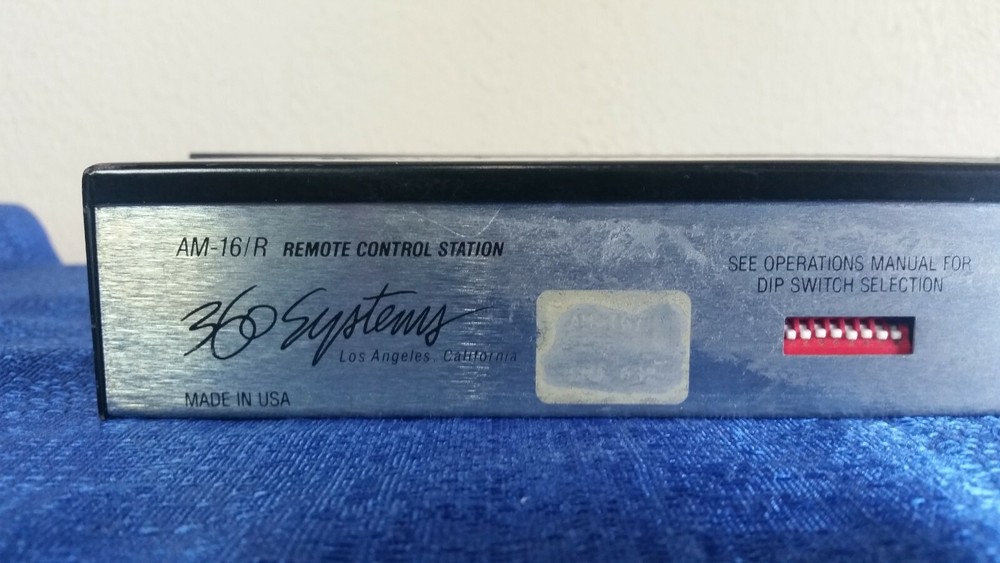 AM-16/R REMOTE CONTROL STATION
360 Systems
Los Angeles, California
MADE IN USA
SEE OPERATIONS MANUAL FOR
DIP SWITCH SELECTION